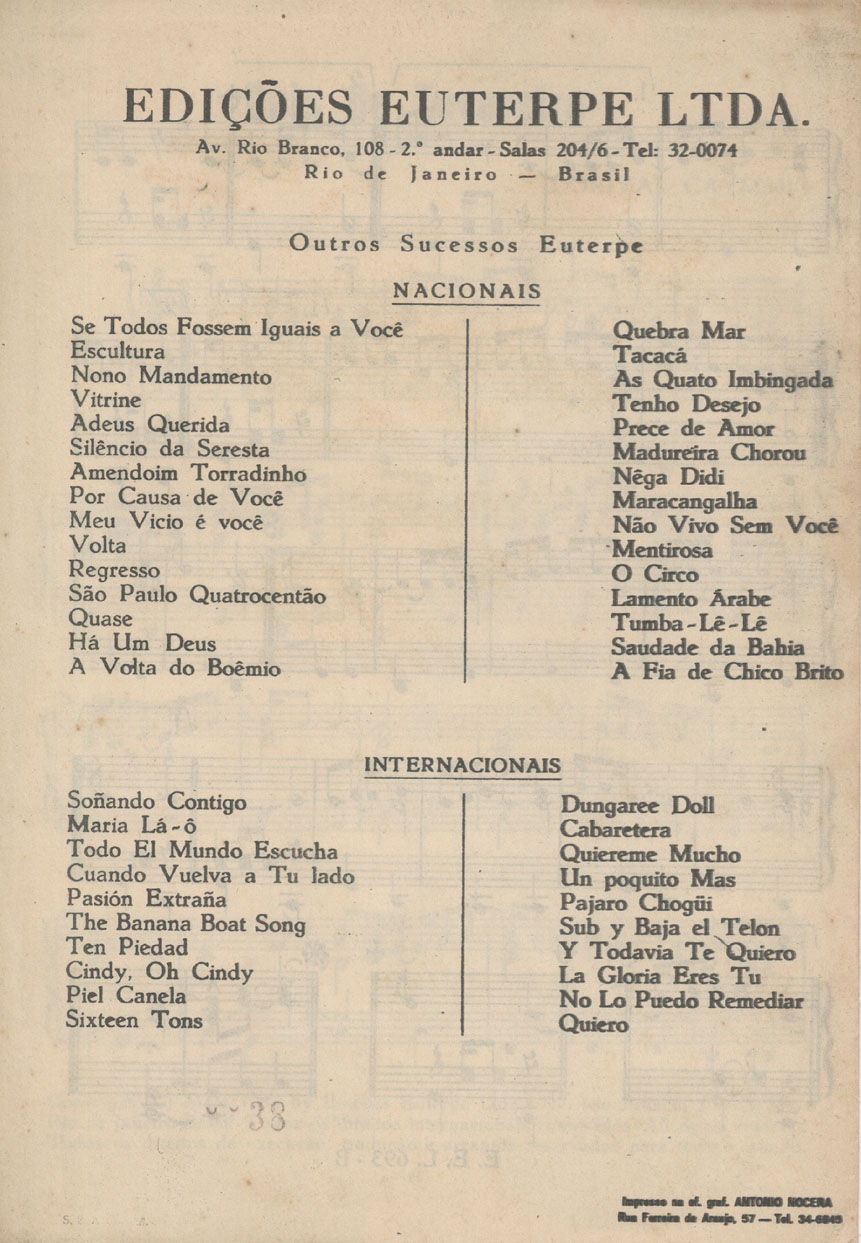 EDIÇÕES EUTERPE LTDA.
Av. Rio Branco, 108 - 2.º andar - Salas 204/6 - Tel: 32-0074
Rio de Janeiro — Brasil
Outros Sucessos Euterpe
NACIONAIS
Se Todos Fossem Iguais a Você
Escultura
Nono Mandamento
Vitrine
Adeus Querida
Silêncio da Seresta
Amendoim Torradinho
Por Causa de Você
Meu Vicio é você
Volta
Regresso
São Paulo Quatrocentão
Quase
Há Um Deus
A Volta do Boêmio
Quebra Mar
Tacacá
As Quato Imbingada
Tenho Desejo
Prece de Amor
Madureira Chorou
Nêga Didi
Maracangalha
Não Vivo Sem Você
Mentirosa
O Circo
Lamento Árabe
Tumba-Lê-Lê
Saudade da Bahia
A Fia de Chico Brito
INTERNACIONAIS
Soñando Contigo
Maria Lá-ô
Todo El Mundo Escucha
Cuando Vuelva a Tu lado
Pasión Extraña
The Banana Boat Song
Ten Piedad
Cindy, Oh Cindy
Piel Canela
Sixteen Tons
Dungaree Doll
Cabaretera
Quiereme Mucho
Un poquito Mas
Pajaro Chogüi
Sub y Baja el Telon
Y Todavia Te Quiero
La Gloria Eres Tu
No Lo Puedo Remediar
Quiero
38
E. E. L. 693 - B
Impresso na of. graf. ANTONIO NOCERA
Rua Ferreira de Araujo, 57 — Tel. 34-6849